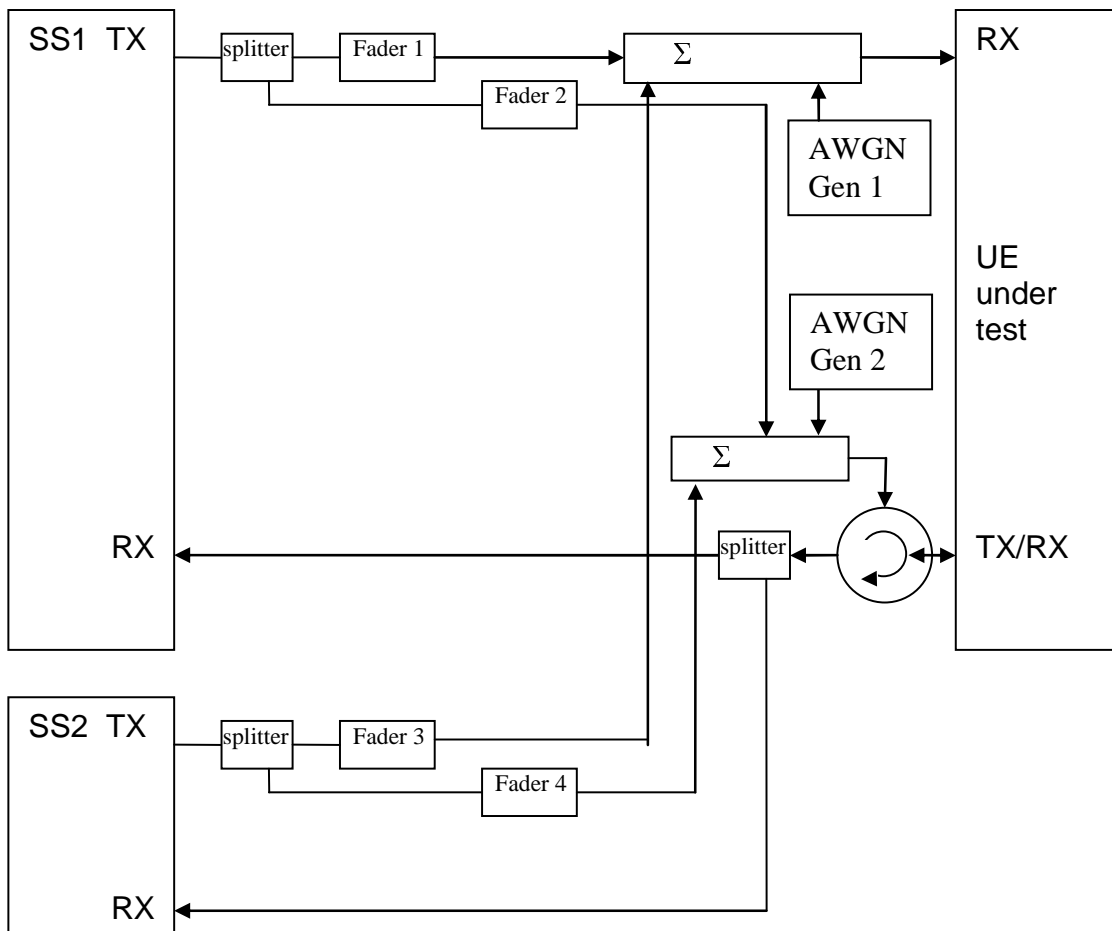 SS1 TX
splitter
Fader 1
Σ
RX
Fader 2
AWGN
Gen 1
UE
under
test
AWGN
Gen 2
Σ
RX
splitter
TX/RX
SS2 TX
splitter
Fader 3
Fader 4
RX